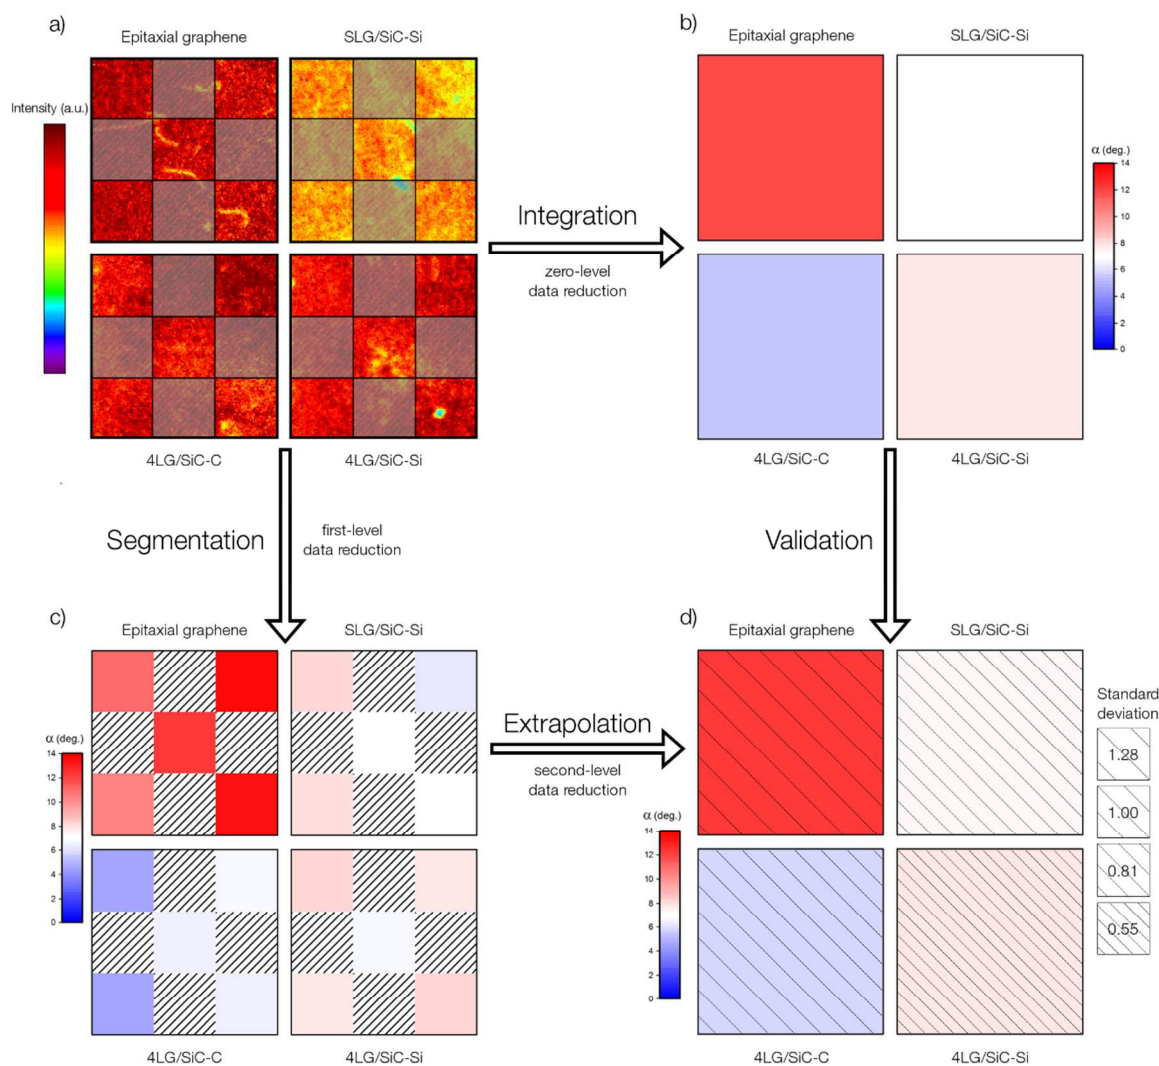 a)
Epitaxial graphene
SLG/SiC-Si
Intensity (a.u.)
4LG/SiC-C
4LG/SiC-Si
Integration
zero-level
data reduction
b)
Epitaxial graphene
SLG/SiC-Si
α (deg.)
14
12
10
8
6
4
2
0
4LG/SiC-C
4LG/SiC-Si
Segmentation
first-level
data reduction
Validation
c)
Epitaxial graphene
SLG/SiC-Si
α (deg.)
14
12
10
8
6
4
2
0
4LG/SiC-C
4LG/SiC-Si
Extrapolation
second-level
data reduction
d)
Epitaxial graphene
SLG/SiC-Si
α (deg.)
14
12
10
8
6
4
2
0
Standard
deviation
1.28
1.00
0.81
0.55
4LG/SiC-C
4LG/SiC-Si